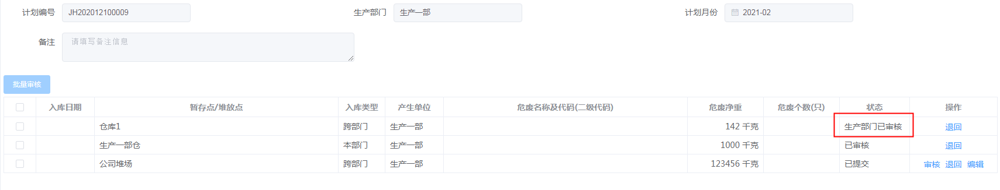 计划编号 JH202012100009 生产部门 生产一部 计划月份 2021-02
备注 请填写备注信息
批量审核
入库日期 暂存点/堆放点 入库类型 产生单位 危废名称及代码(二级代码) 危废净重 危废个数(只) 状态 操作
仓库1 跨部门 生产一部 142 千克 生产部门已审核 退回
生产一部仓 本部门 生产一部 1000 千克 已审核 退回
公司堆场 跨部门 生产一部 123456 千克 已提交 审核 退回 编辑